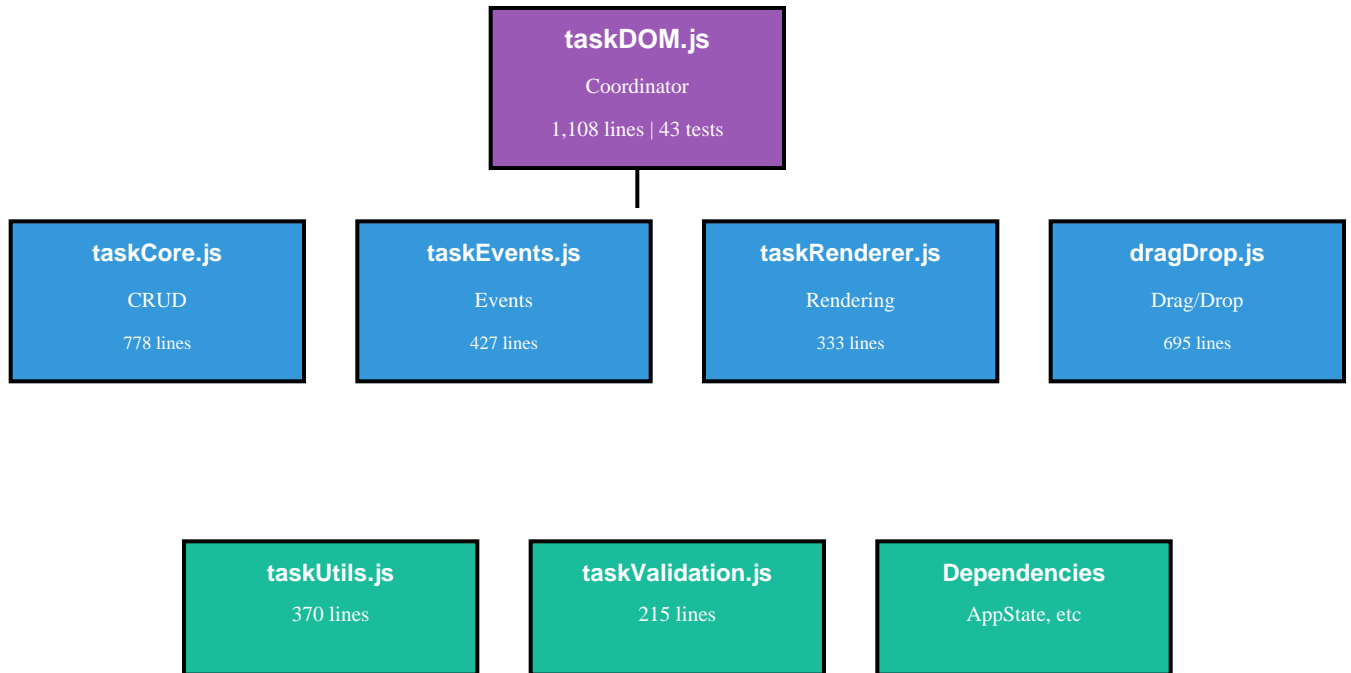 taskDOM.js
Coordinator
1,108 lines | 43 tests
taskCore.js
CRUD
778 lines
taskEvents.js
Events
427 lines
taskRenderer.js
Rendering
333 lines
dragDrop.js
Drag/Drop
695 lines
taskUtils.js
370 lines
taskValidation.js
215 lines
Dependencies
AppState, etc